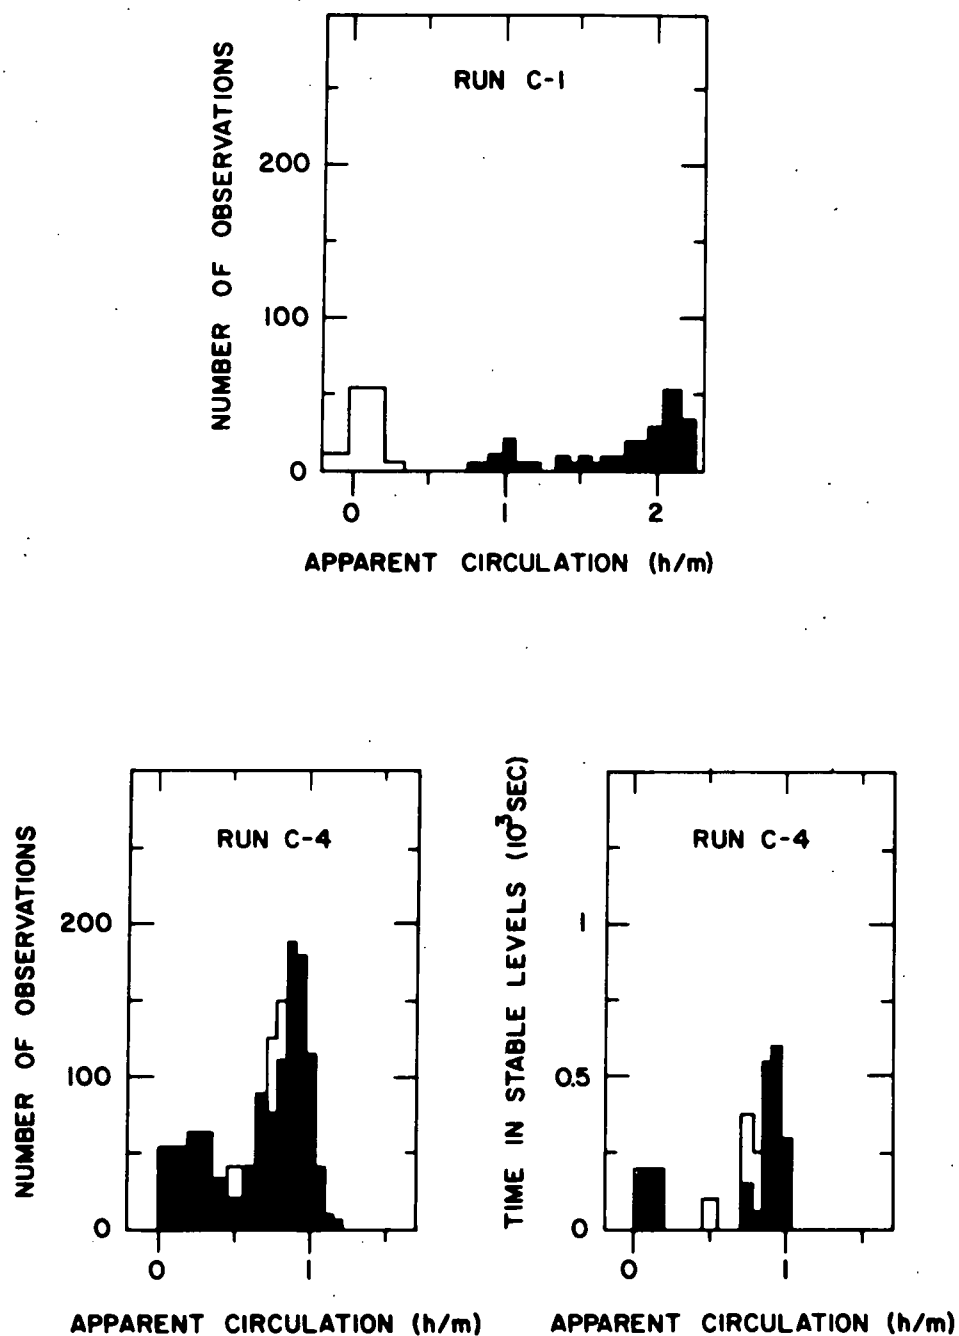 RUN C-1
NUMBER OF OBSERVATIONS
200
100
0
0 1 2
APPARENT CIRCULATION (h/m)
RUN C-4
NUMBER OF OBSERVATIONS
200
100
0
0 1
APPARENT CIRCULATION (h/m)
RUN C-4
TIME IN STABLE LEVELS (10³SEC)
1
0.5
0
0 1
APPARENT CIRCULATION (h/m)